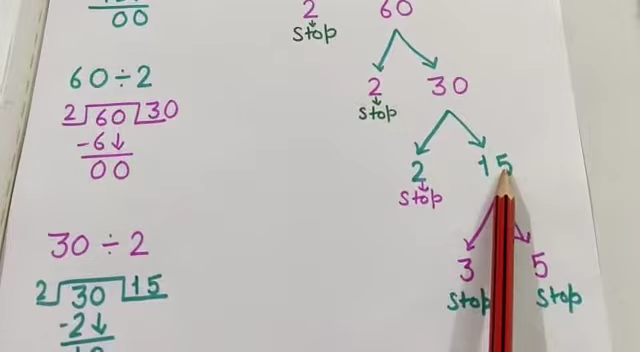 00
60÷2
2 60 30
-6↓
00
30÷2
2 30 15
-2↓
2 60
stop
2 30
stop
2 15
stop
3 5
stop stop